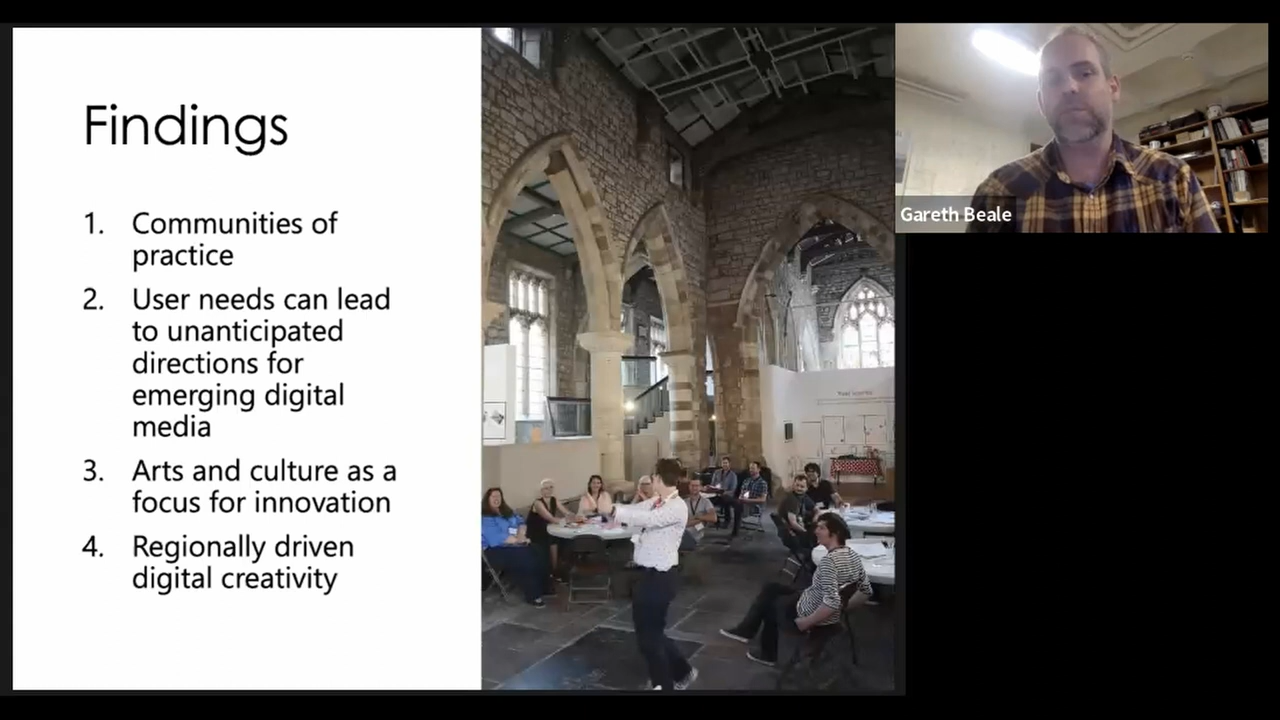 Findings
1. Communities of
practice
2. User needs can lead
to unanticipated
directions for
emerging digital
media
3. Arts and culture as a
focus for innovation
4. Regionally driven
digital creativity
Gareth Beale